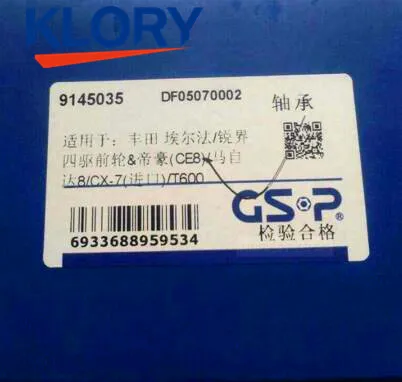 KLORY
9145035 DF05070002 轴承
适用于：丰田 埃尔法/锐界
四驱前轮&帝豪(CE8)/马自
达8/CX-7(进口)/T600
GSP®
检验合格
6933688959534